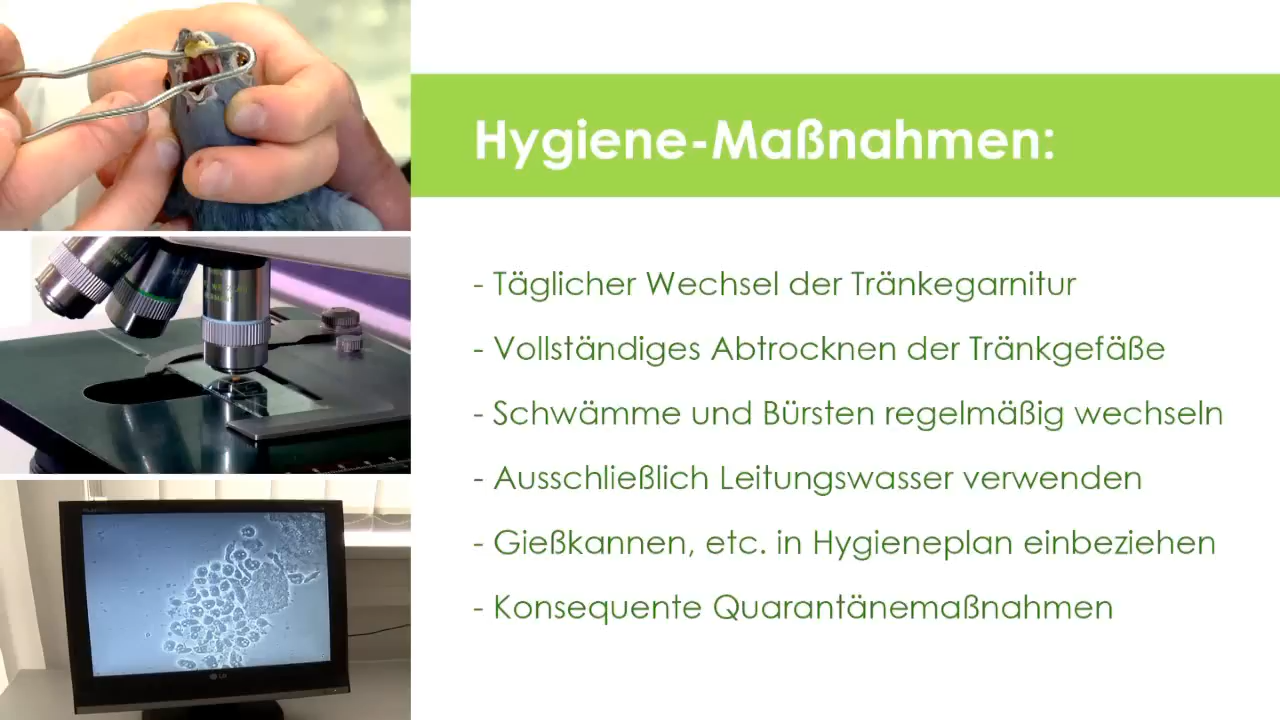 Hygiene-Maßnahmen:
- Täglicher Wechsel der Tränkegarnitur
- Vollständiges Abtrocknen der Tränkgefäße
- Schwämme und Bürsten regelmäßig wechseln
- Ausschließlich Leitungswasser verwenden
- Gießkannen, etc. in Hygieneplan einbeziehen
- Konsequente Quarantänemaßnahmen
LG